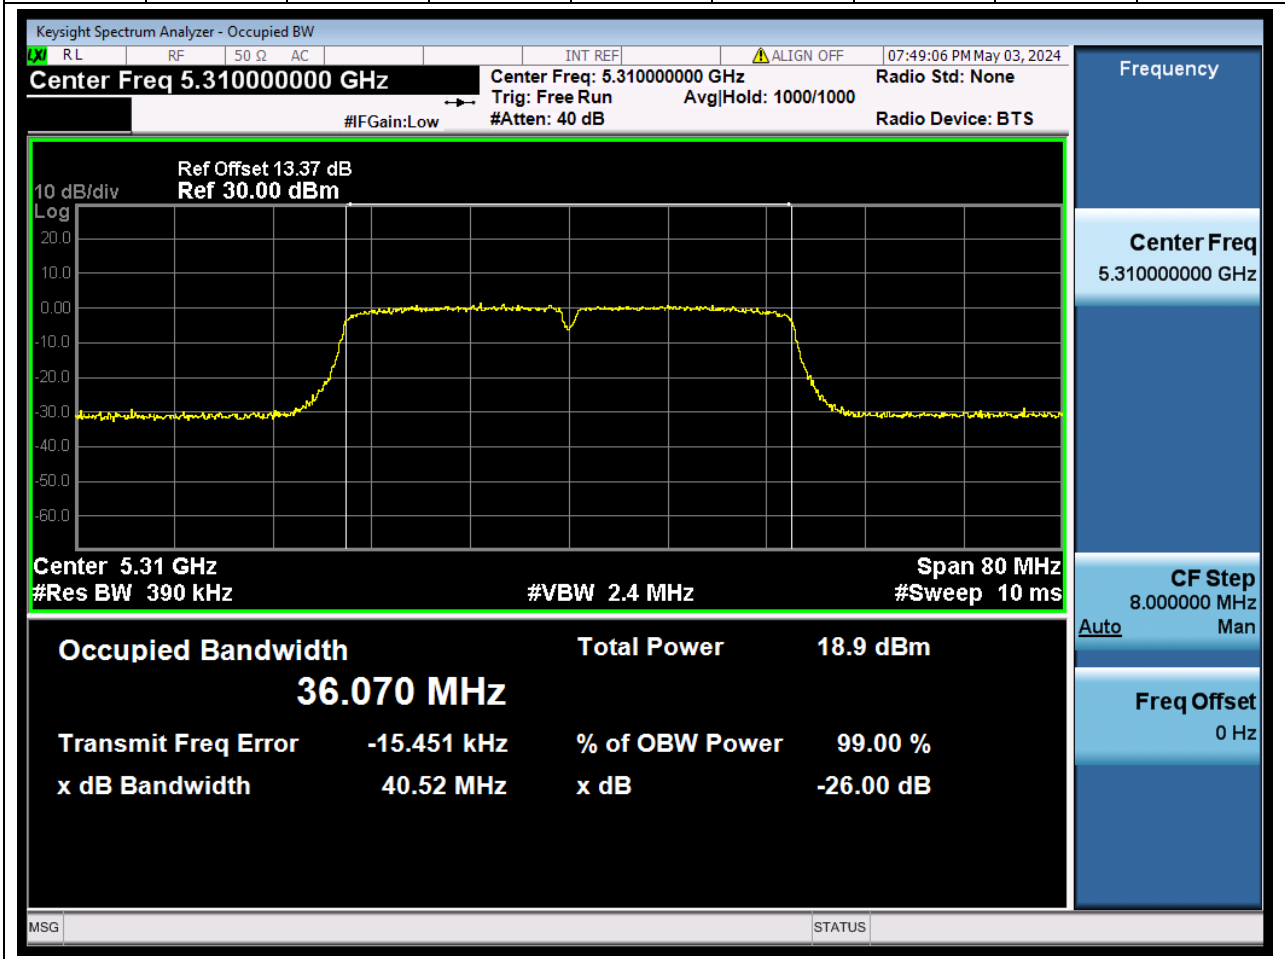 Keysight Spectrum Analyzer - Occupied BW
LXI RL RF 50 Ω AC INT REF ALIGN OFF 07:49:06 PM May 03, 2024
Center Freq 5.310000000 GHz
Center Freq: 5.310000000 GHz
Radio Std: None
Trig: Free Run Avg|Hold: 1000/1000
#IFGain:Low
#Atten: 40 dB
Radio Device: BTS
Ref Offset 13.37 dB
10 dB/div Ref 30.00 dBm
Log
20.0
10.0
0.00
-10.0
-20.0
-30.0
-40.0
-50.0
-60.0
Center 5.31 GHz Span 80 MHz
#Res BW 390 kHz #VBW 2.4 MHz #Sweep 10 ms
Occupied Bandwidth Total Power 18.9 dBm
36.070 MHz
Transmit Freq Error -15.451 kHz % of OBW Power 99.00 %
x dB Bandwidth 40.52 MHz x dB -26.00 dB
MSG STATUS
Frequency
Center Freq
5.310000000 GHz
CF Step
8.000000 MHz
Auto Man
Freq Offset
0 Hz